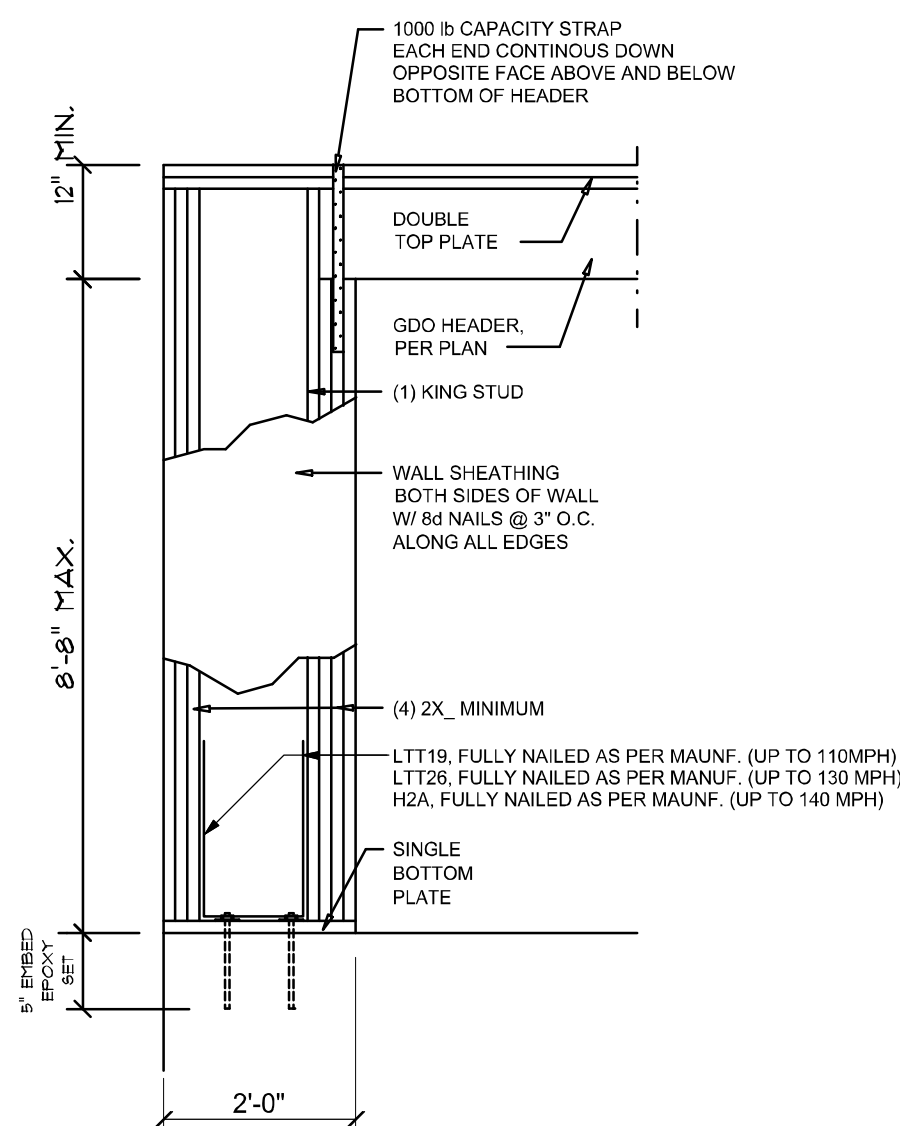 1000 lb CAPACITY STRAP
EACH END CONTINOUS DOWN
OPPOSITE FACE ABOVE AND BELOW
BOTTOM OF HEADER
12" MIN.
DOUBLE
TOP PLATE
GDO HEADER,
PER PLAN
(1) KING STUD
WALL SHEATHING
BOTH SIDES OF WALL
W/ 8d NAILS @ 3" O.C.
ALONG ALL EDGES
8'-8" MAX.
(4) 2X_ MINIMUM
LTT19, FULLY NAILED AS PER MAUNF. (UP TO 110MPH)
LTT26, FULLY NAILED AS PER MANUF. (UP TO 130 MPH)
H2A, FULLY NAILED AS PER MAUNF. (UP TO 140 MPH)
SINGLE
BOTTOM
PLATE
5" EMBED
EPOXY
SET
2'-0"